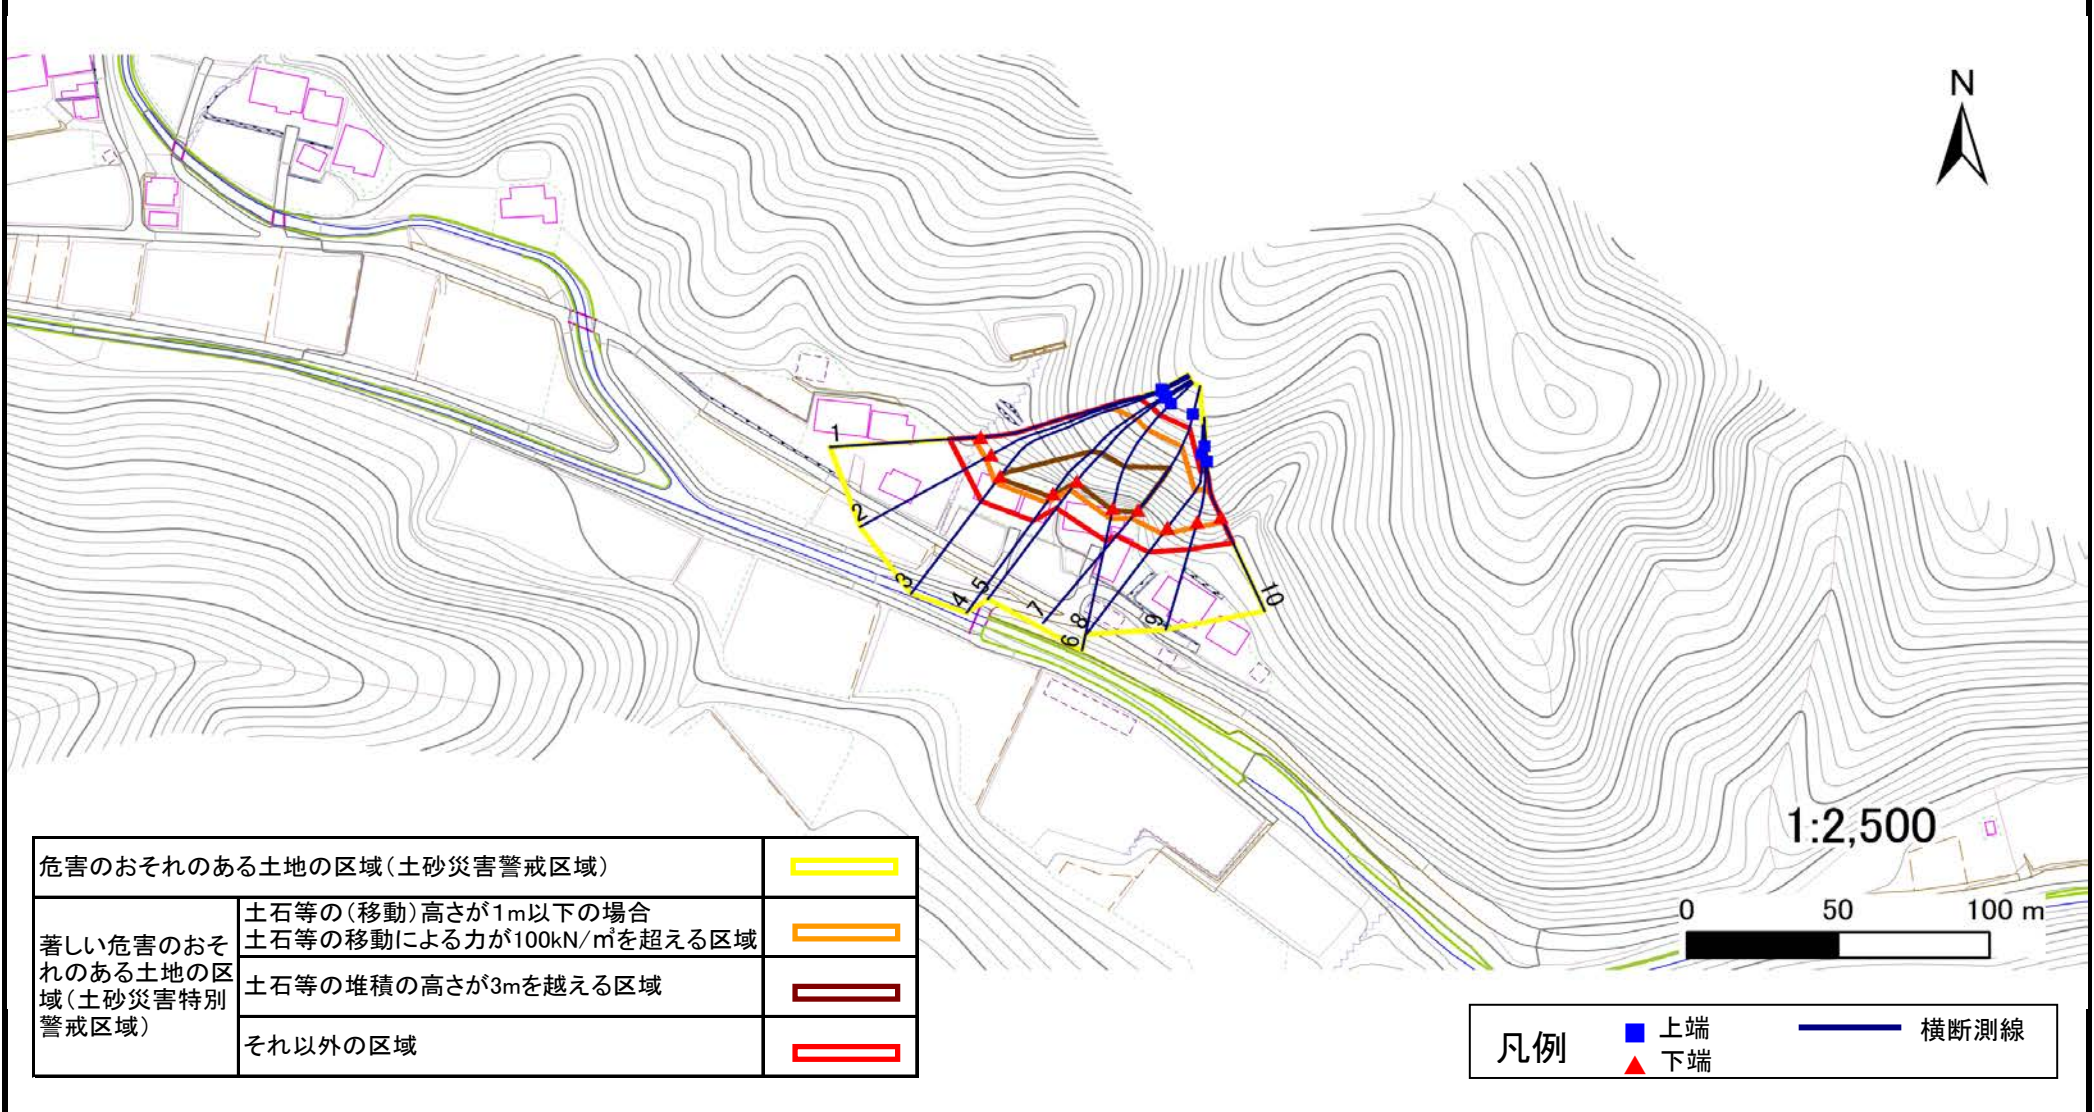 N
1
2
3
4
5
7
8
6
9
10
1:2,500
0 50 100 m
危害のおそれのある土地の区域(土砂災害警戒区域)
著しい危害のおそ
れのある土地の区
域(土砂災害特別
警戒区域)
土石等の(移動)高さが1m以下の場合
土石等の移動による力が100kN/㎡を超える区域
土石等の堆積の高さが3mを越える区域
それ以外の区域
凡例
上端
下端
横断測線